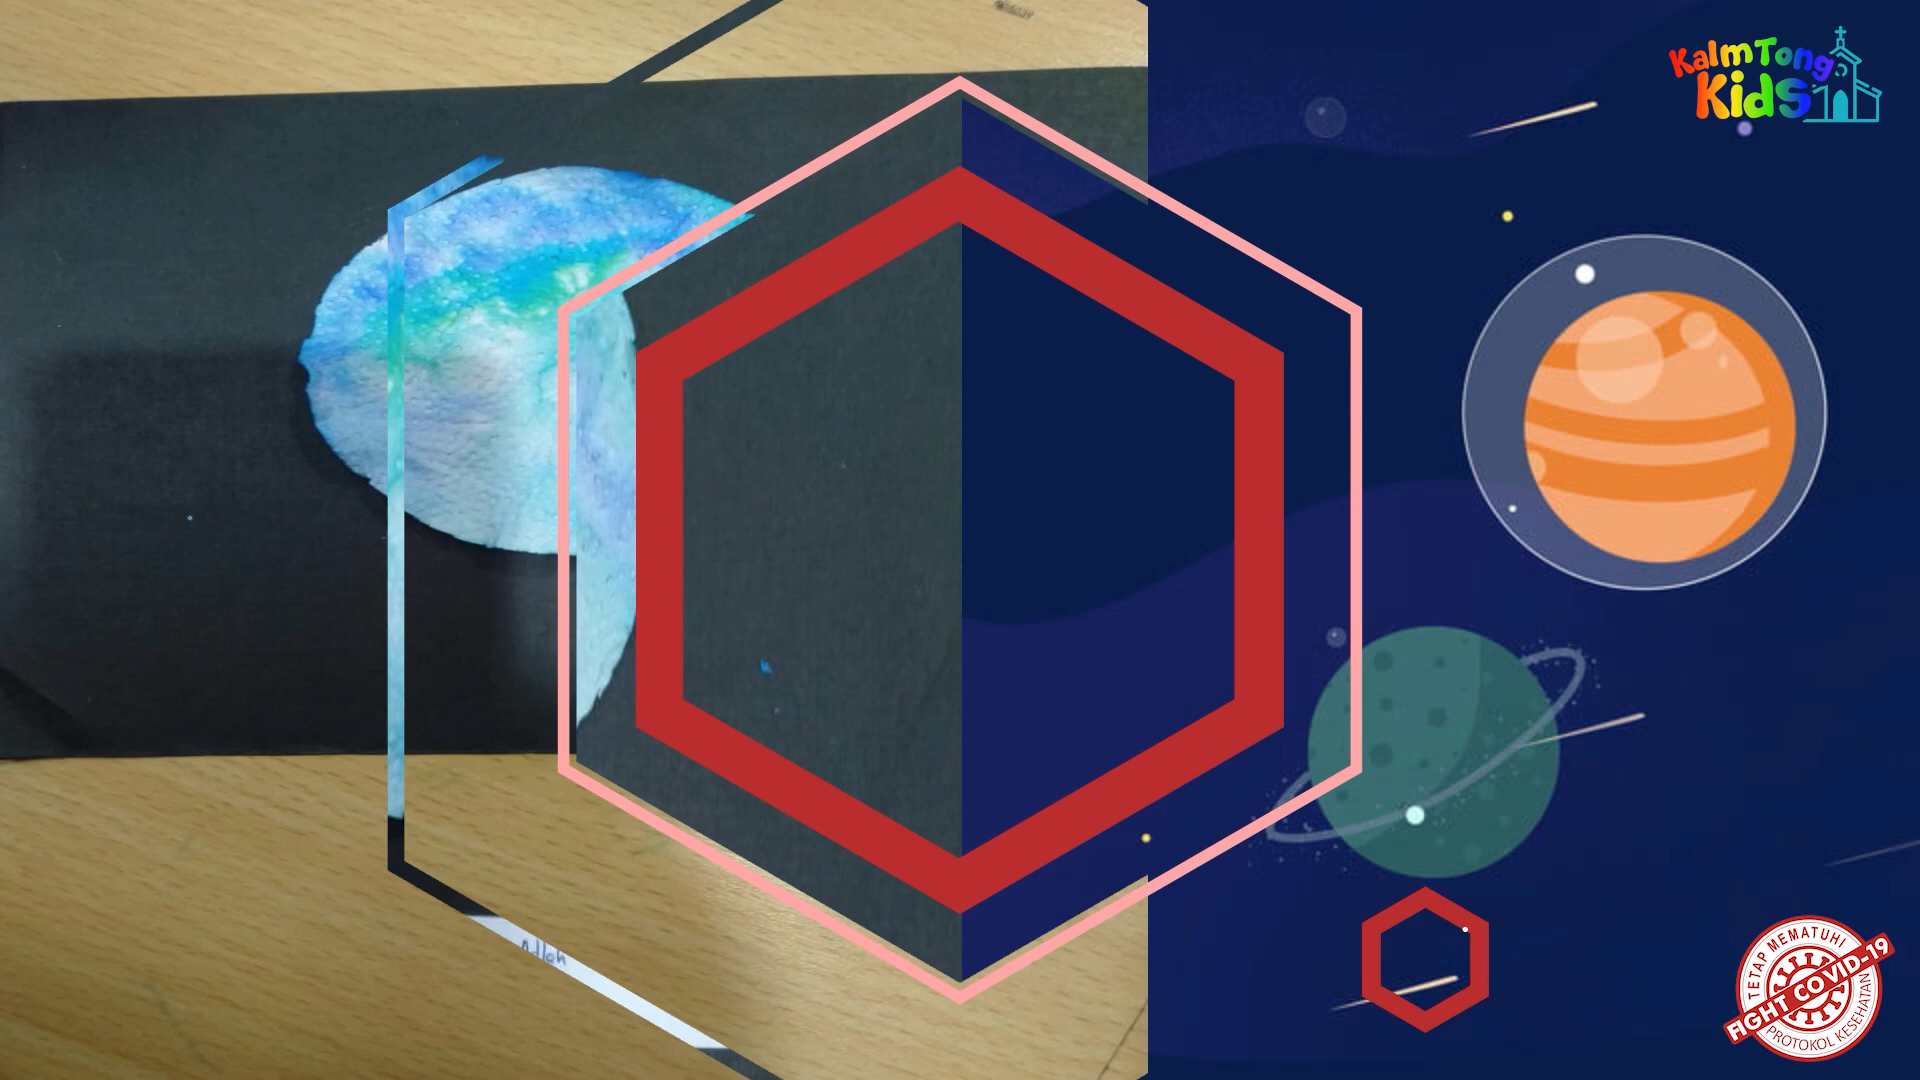 KalmTong
Kids
TETAP MEMATUHI
FIGHT COVID-19
PROTOKOL KESEHATAN